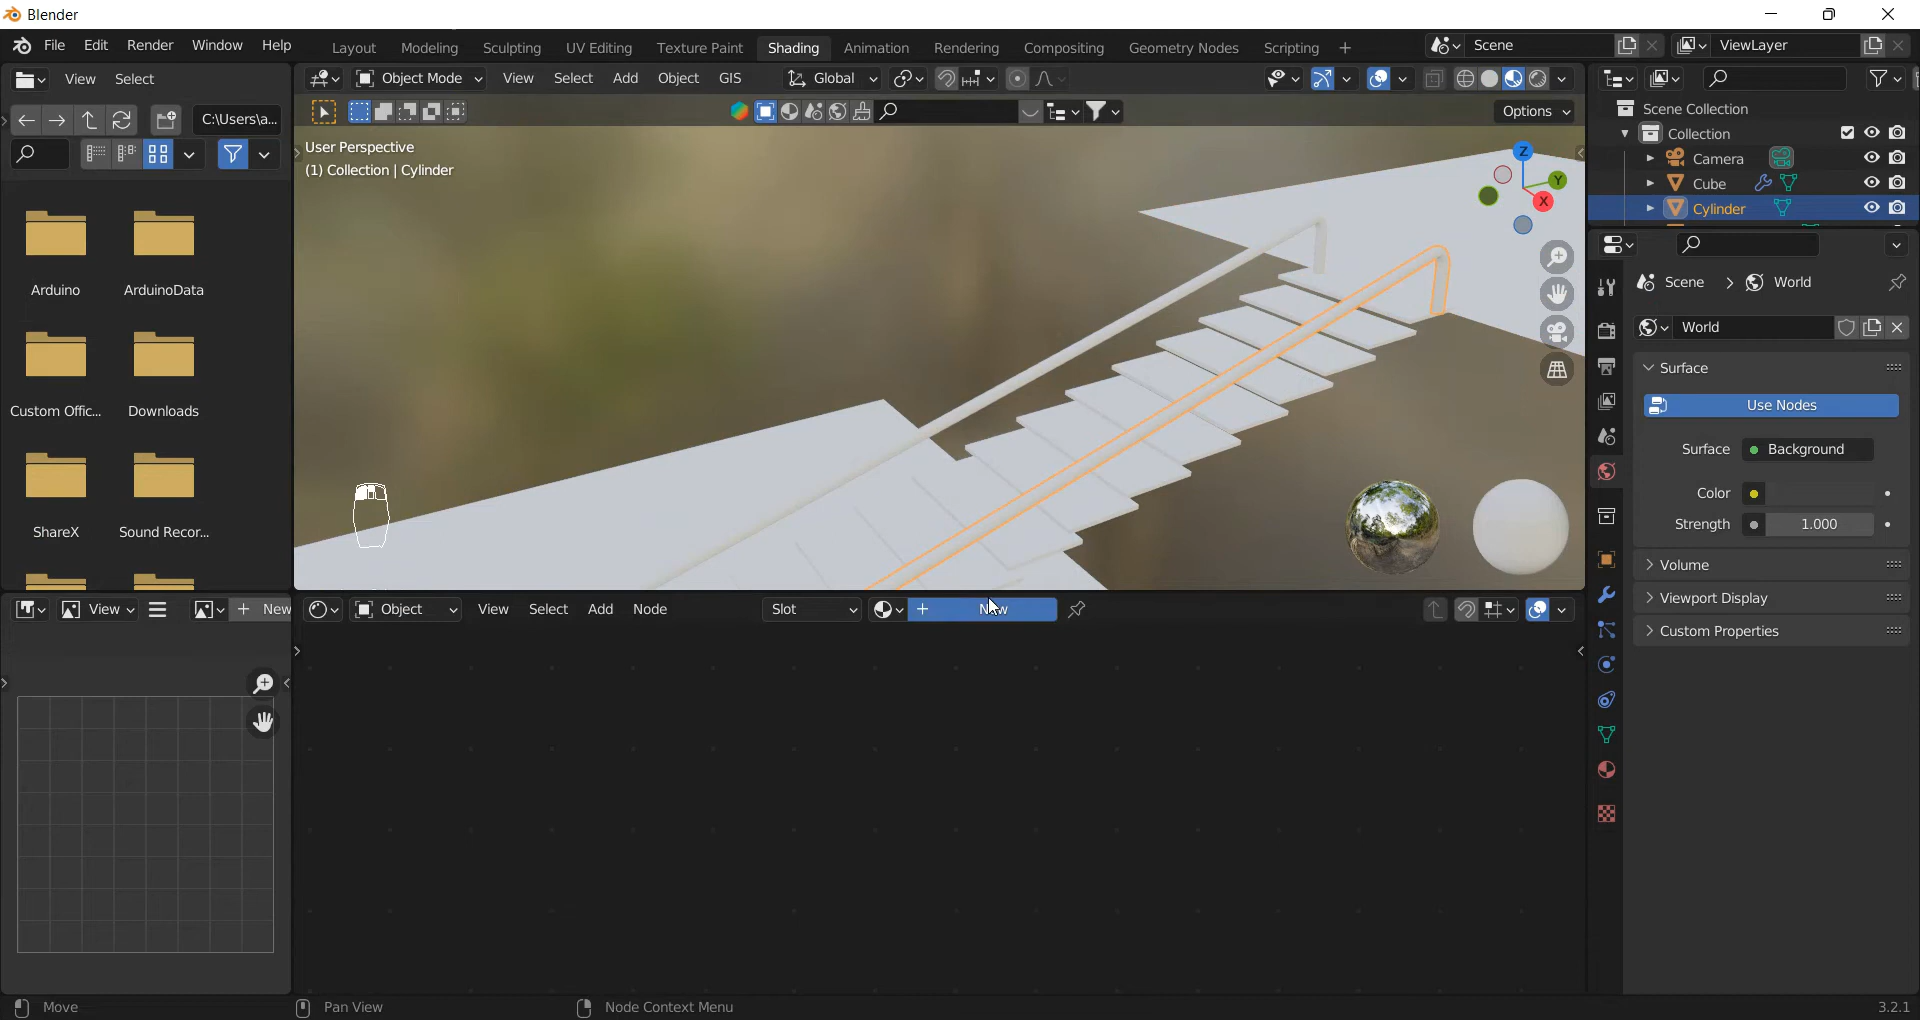 Blender
File Edit Render Window Help Layout Modeling Sculpting UV Editing Texture Paint Shading Animation Rendering Compositing Geometry Nodes Scripting + Scene ViewLayer
View Select
Object Mode View Select Add Object GIS Global
C:\Users\a...
Options
User Perspective
(1) Collection | Cylinder
Z
Y
X
Arduino ArduinoData
Custom Offic... Downloads
ShareX Sound Recor...
Scene Collection
Collection
Camera
Cube
Cylinder
Scene > World
World
Surface
Use Nodes
Surface Background
Color
Strength 1.000
Volume
Viewport Display
Custom Properties
View + New
Object View Select Add Node Slot + New
Move Pan View Node Context Menu 3.2.1